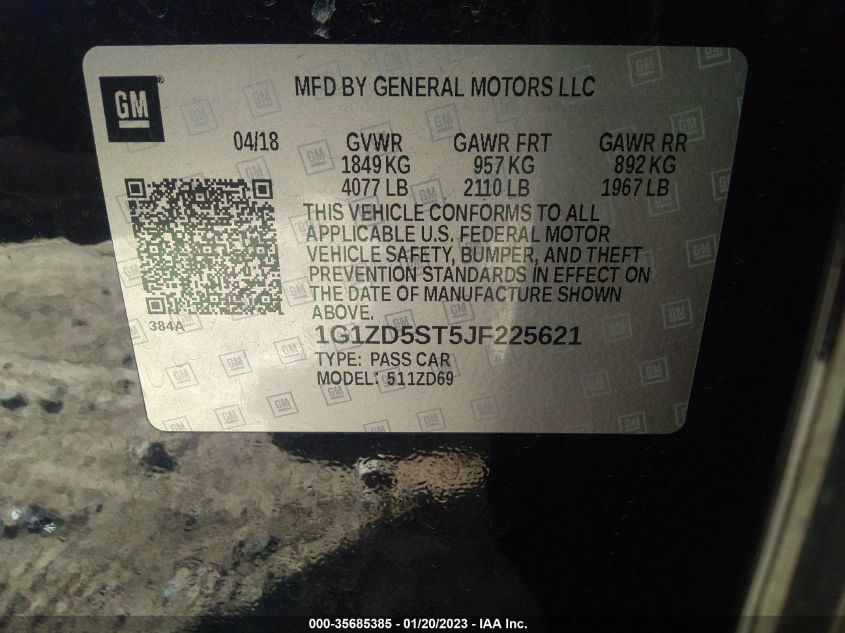 GM ®
MFD BY GENERAL MOTORS LLC
04/18 GVWR GAWR FRT GAWR RR
1849 KG 957 KG 892 KG
4077 LB 2110 LB 1967 LB
THIS VEHICLE CONFORMS TO ALL
APPLICABLE U.S. FEDERAL MOTOR
VEHICLE SAFETY, BUMPER, AND THEFT
PREVENTION STANDARDS IN EFFECT ON
THE DATE OF MANUFACTURE SHOWN
ABOVE.
384A
1G1ZD5ST5JF225621
TYPE: PASS CAR
MODEL: 511ZD69
000-35685385 - 01/20/2023 - IAA Inc.